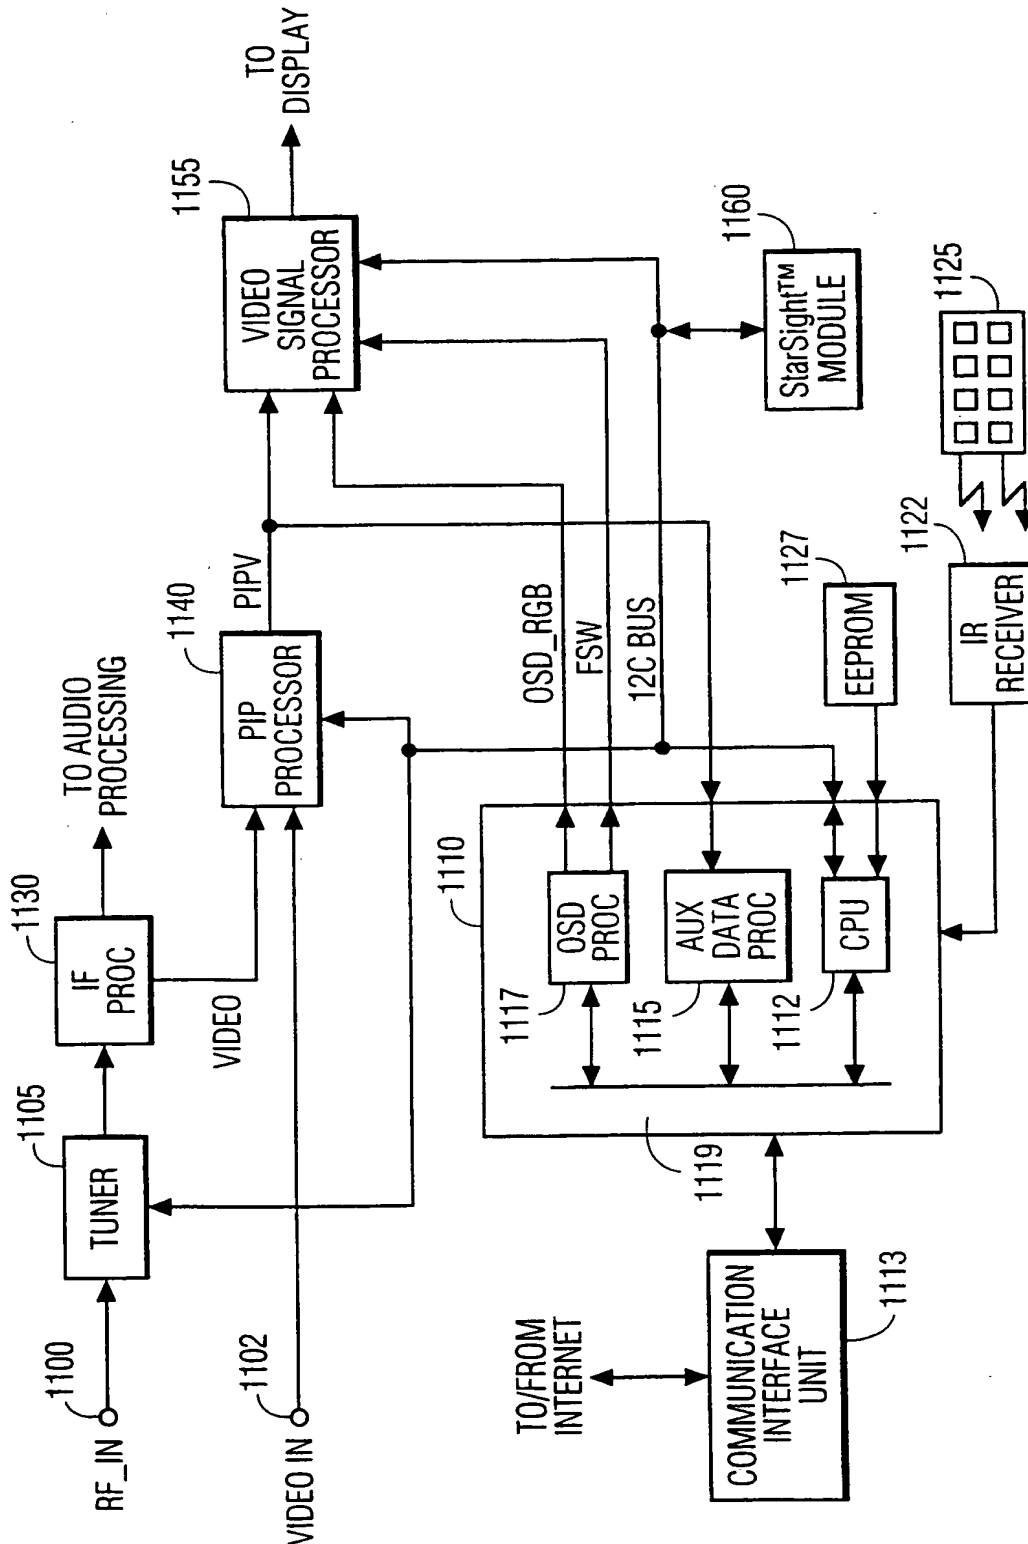 RF_IN
1100
TUNER
1105
IF
PROC
1130
TO AUDIO
PROCESSING
VIDEO
VIDEO IN
1102
PIP
PROCESSOR
1140
PIPV
VIDEO
SIGNAL
PROCESSOR
1155
TO
DISPLAY
OSD_RGB
FSW
12C BUS
1110
OSD
PROC
1117
AUX
DATA
PROC
1115
CPU
1112
1119
TO/FROM
INTERNET
COMMUNICATION
INTERFACE
UNIT
1113
EEPROM
1127
IR
RECEIVER
1122
1125
StarSight™
MODULE
1160